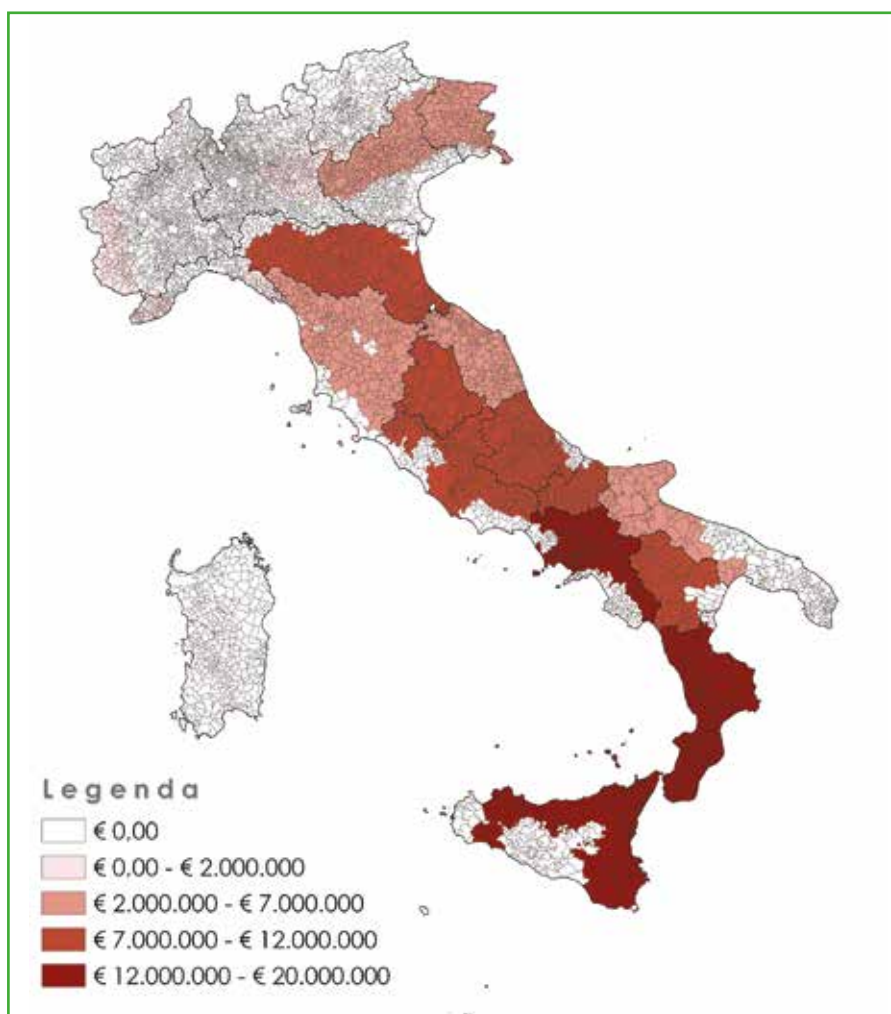 Legenda
€ 0,00
€ 0,00 - € 2.000.000
€ 2.000.000 - € 7.000.000
€ 7.000.000 - € 12.000.000
€ 12.000.000 - € 20.000.000